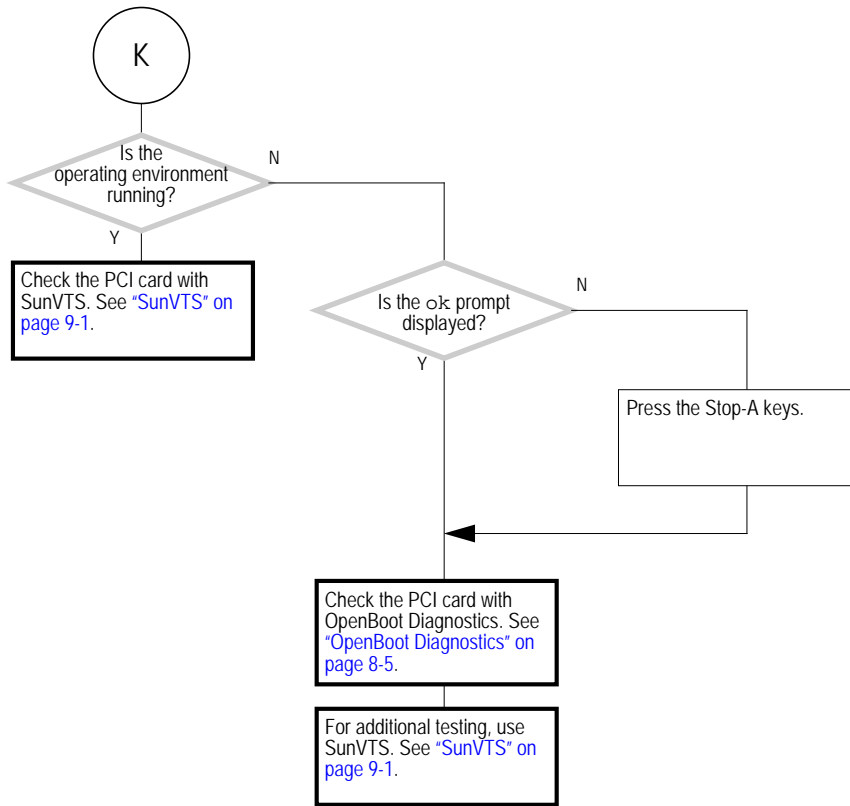 K
Is the
operating environment
running?
N
Y
Check the PCI card with
SunVTS. See “SunVTS” on
page 9-1.
Is the ok prompt
displayed?
N
Y
Press the Stop-A keys.
Check the PCI card with
OpenBoot Diagnostics. See
“OpenBoot Diagnostics” on
page 8-5.
For additional testing, use
SunVTS. See “SunVTS” on
page 9-1.